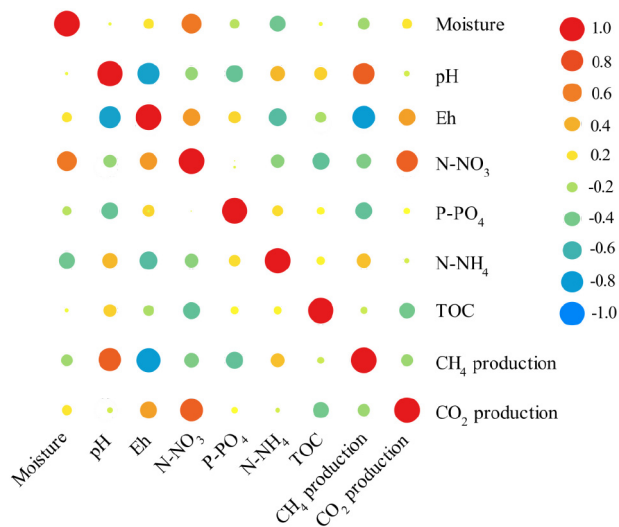 Moisture
1.0
pH
0.8
Eh
0.6
0.4
N-NO3
0.2
P-PO4
-0.2
-0.4
N-NH4
-0.6
TOC
-0.8
-1.0
CH4 production
CO2 production
Moisture
pH
Eh
N-NO3
P-PO4
N-NH4
TOC
CH4 production
CO2 production